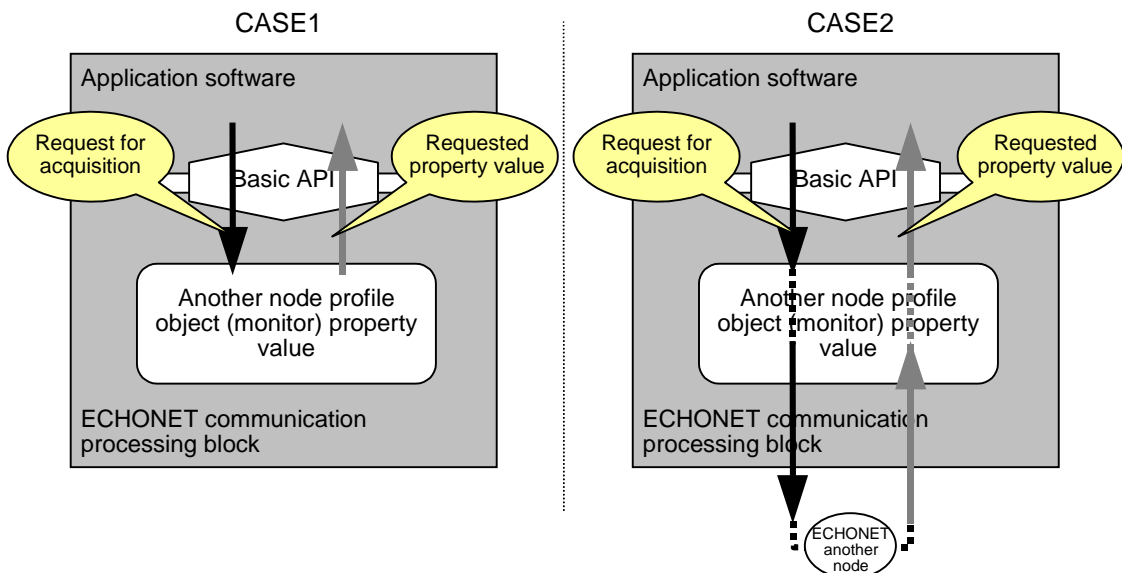 CASE1
Application software
Request for
acquisition
Requested
property value
Basic API
Another node profile
object (monitor) property
value
ECHONET communication
processing block
CASE2
Application software
Request for
acquisition
Requested
property value
Basic API
Another node profile
object (monitor) property
value
ECHONET communication
processing block
ECHONET
another
node